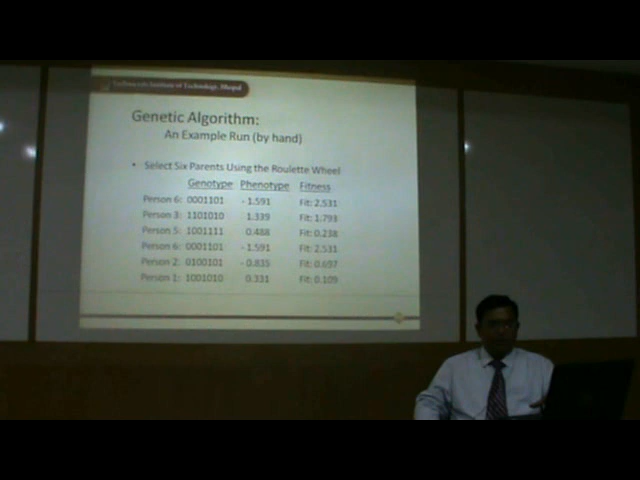 Institute of Technology, Bhopal
Genetic Algorithm:
An Example Run (by hand)
• Select Six Parents Using the Roulette Wheel
Genotype Phenotype Fitness
Person 6: 0001101 - 1.591 Fit: 2.531
Person 3: 1101010 1.339 Fit: 1.793
Person 5: 1001111 0.488 Fit: 0.238
Person 6: 0001101 - 1.591 Fit: 2.531
Person 2: 0100101 - 0.835 Fit: 0.697
Person 1: 1001010 0.331 Fit: 0.109